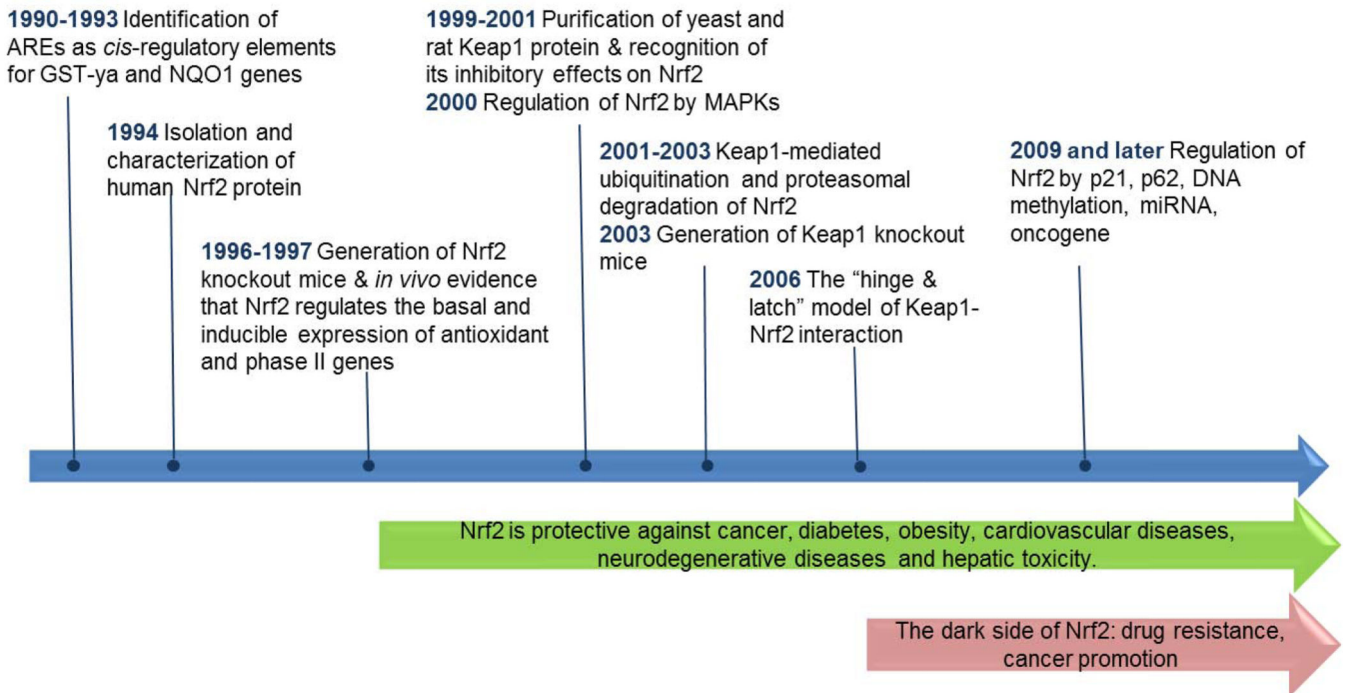 1990-1993 Identification of
AREs as cis-regulatory elements
for GST-ya and NQO1 genes
1994 Isolation and
characterization of
human Nrf2 protein
1996-1997 Generation of Nrf2
knockout mice & in vivo evidence
that Nrf2 regulates the basal and
inducible expression of antioxidant
and phase II genes
1999-2001 Purification of yeast and
rat Keap1 protein & recognition of
its inhibitory effects on Nrf2
2000 Regulation of Nrf2 by MAPKs
2001-2003 Keap1-mediated
ubiquitination and proteasomal
degradation of Nrf2
2003 Generation of Keap1 knockout
mice
2006 The “hinge &
latch” model of Keap1-
Nrf2 interaction
2009 and later Regulation of
Nrf2 by p21, p62, DNA
methylation, miRNA,
oncogene
Nrf2 is protective against cancer, diabetes, obesity, cardiovascular diseases,
neurodegenerative diseases and hepatic toxicity.
The dark side of Nrf2: drug resistance,
cancer promotion